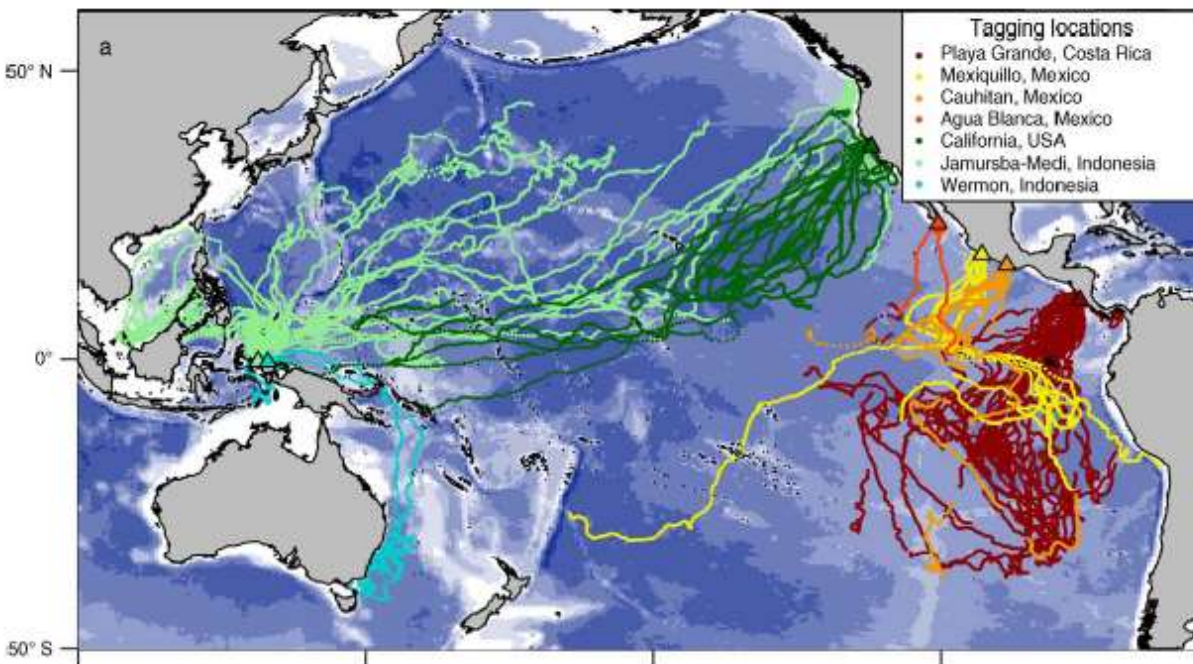 a
Tagging locations
Playa Grande, Costa Rica
Mexiquillo, Mexico
Cauhitan, Mexico
Agua Blanca, Mexico
California, USA
Jamursba-Medi, Indonesia
Wermon, Indonesia
50° N
0°
50° S